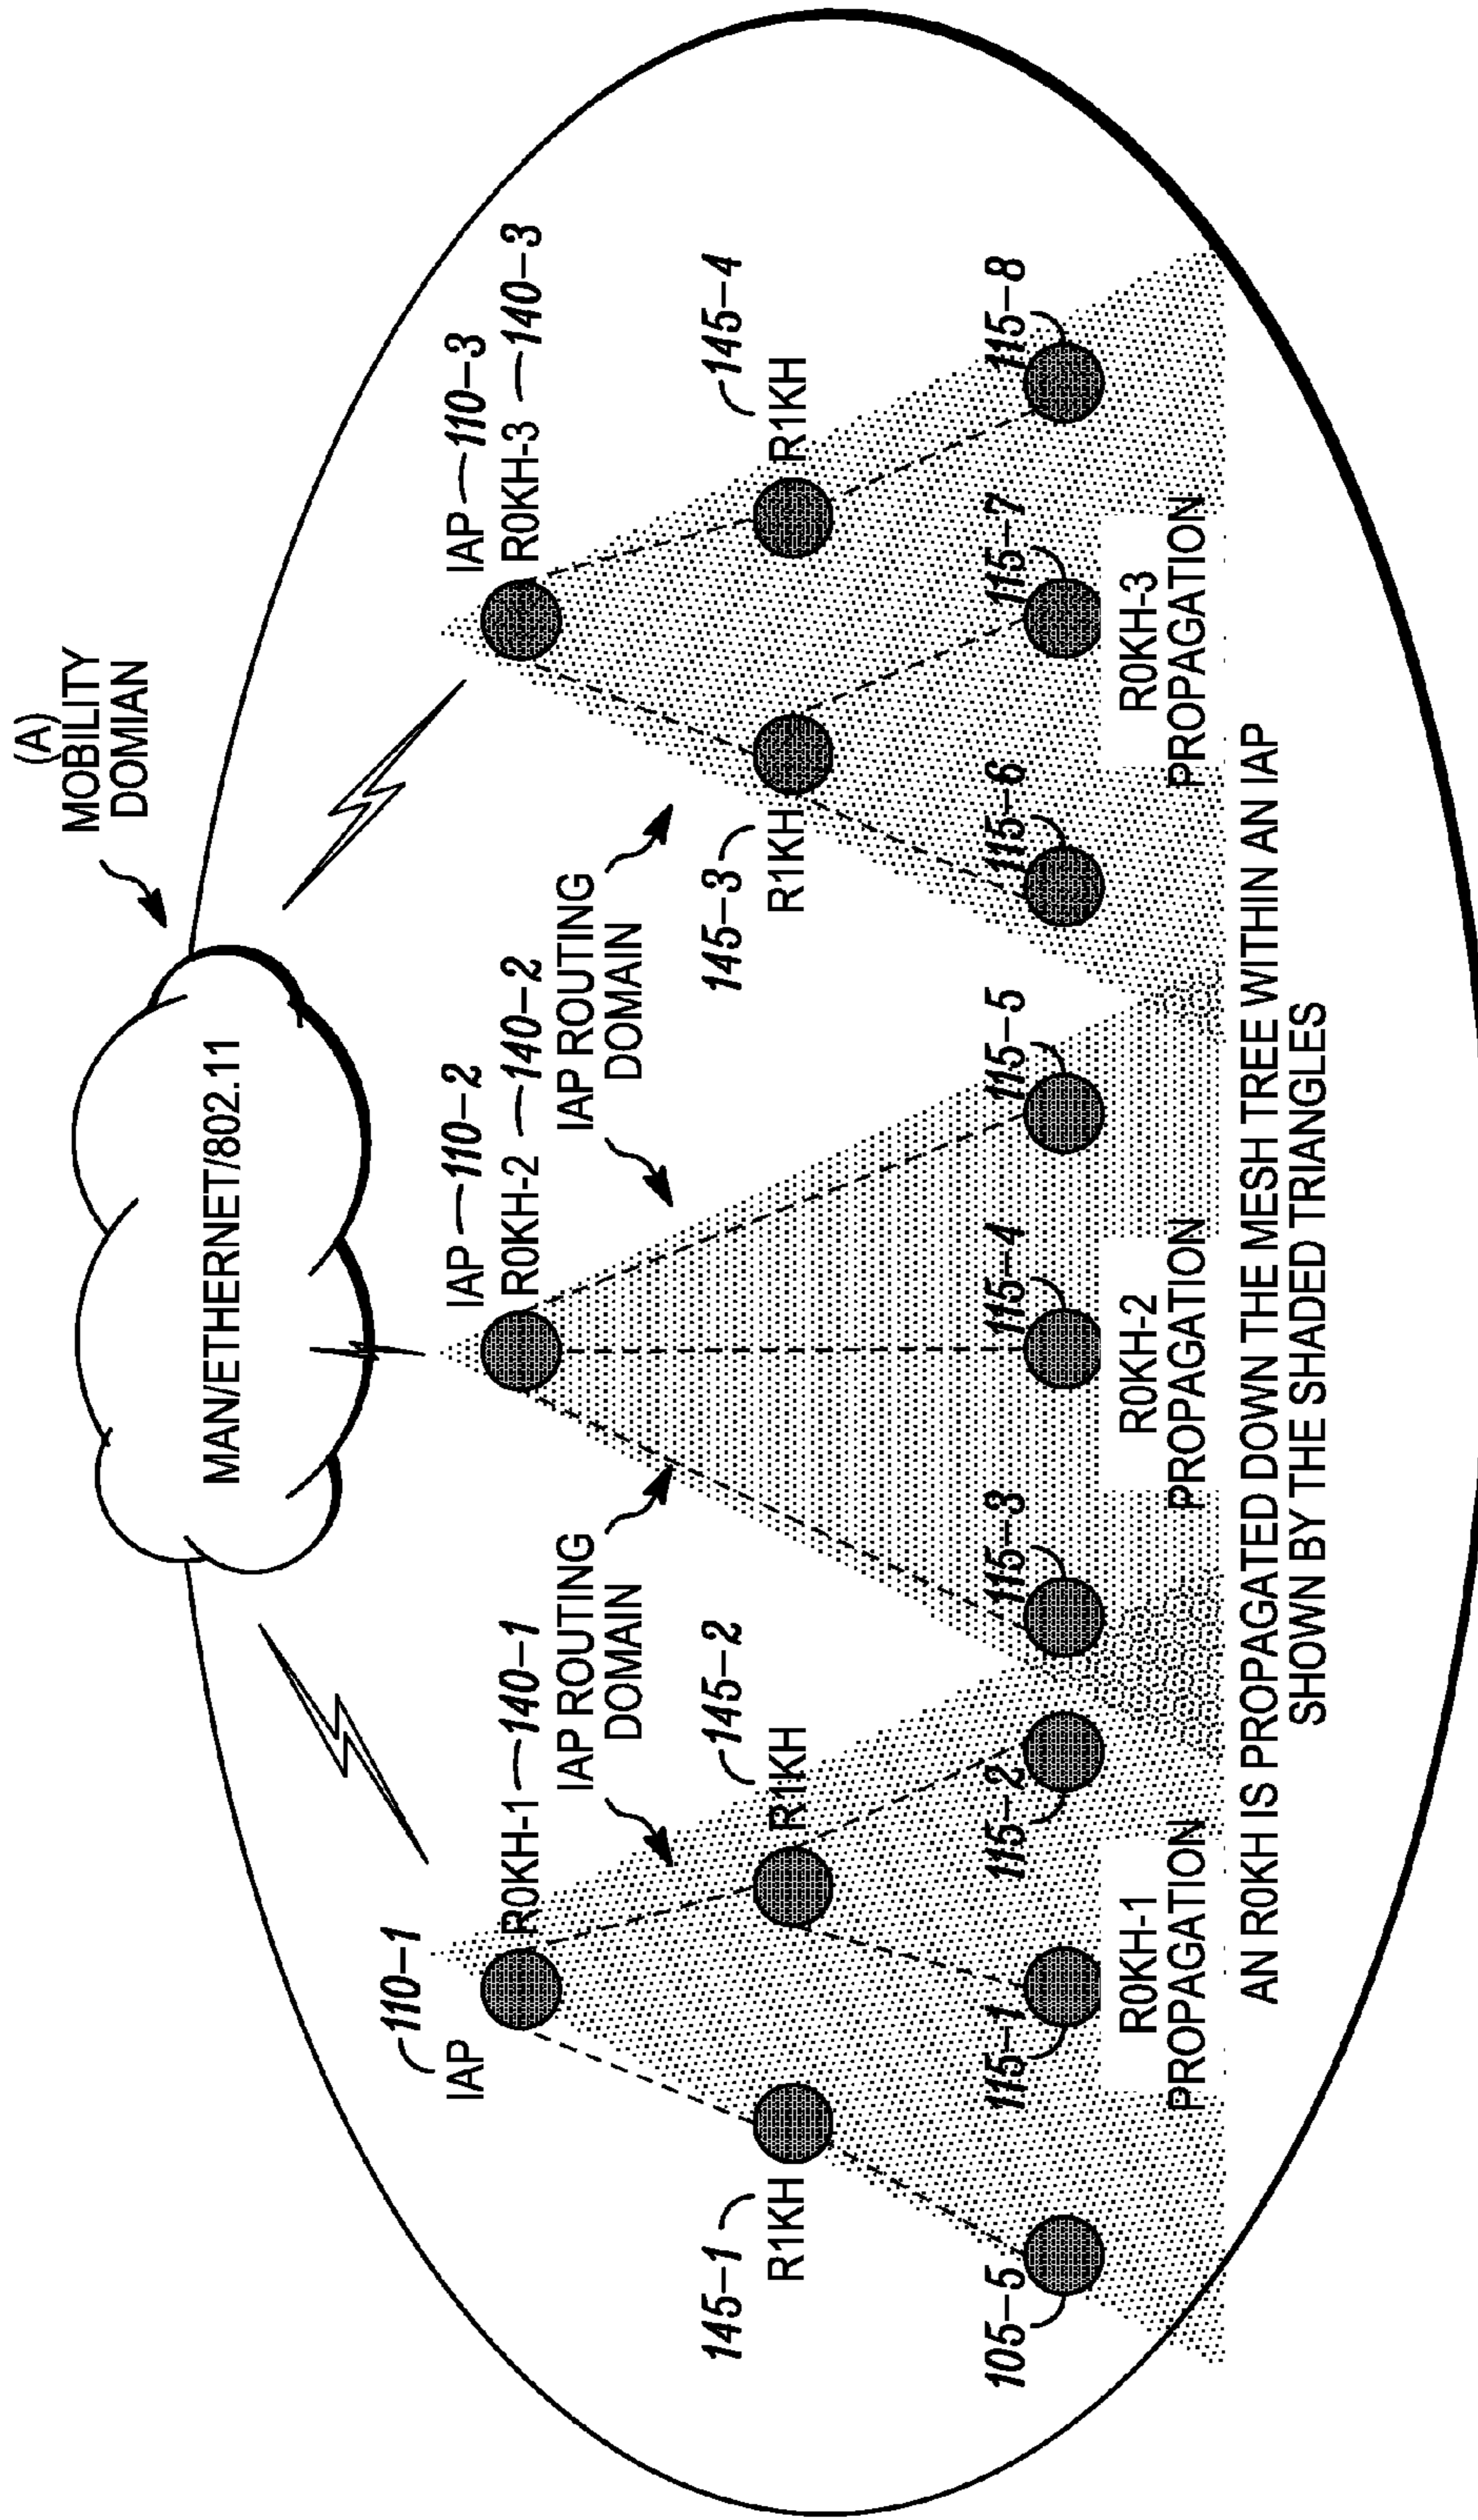 (A)
MOBILITY
DOMIAN
MAN/ETHERNET/802.11
110-1
IAP
R0KH-1 140-1
IAP 110-2
R0KH-2 140-2
IAP 110-3
R0KH-3 140-3
IAP ROUTING
DOMAIN
IAP ROUTING
DOMAIN
145-1
R1KH
145-2
R1KH
145-3
R1KH
145-4
R1KH
105-5
115-1
115-2
115-3
115-4
115-5
115-6
115-7
115-8
R0KH-1
PROPAGATION
R0KH-2
PROPAGATION
R0KH-3
PROPAGATION
AN R0KH IS PROPAGATED DOWN THE MESH TREE WITHIN AN IAP
SHOWN BY THE SHADED TRIANGLES